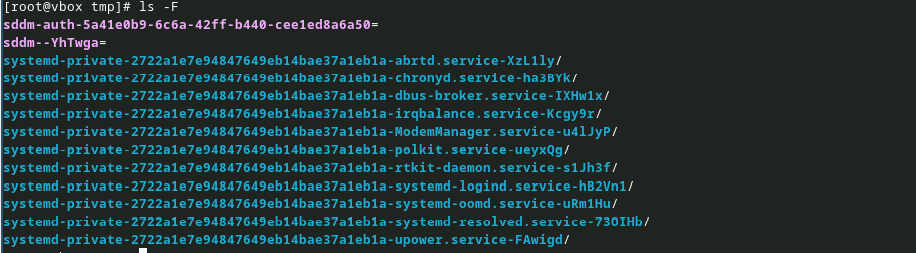 [root@vbox tmp]# ls -F
sddm-auth-5a41e0b9-6c6a-42ff-b440-cee1ed8a6a50=
sddm--YhTwga=
systemd-private-2722a1e7e94847649eb14bae37a1eb1a-abrtd.service-XzL1ly/
systemd-private-2722a1e7e94847649eb14bae37a1eb1a-chronyd.service-ha3BYk/
systemd-private-2722a1e7e94847649eb14bae37a1eb1a-dbus-broker.service-IXHw1x/
systemd-private-2722a1e7e94847649eb14bae37a1eb1a-irqbalance.service-Kcgy9r/
systemd-private-2722a1e7e94847649eb14bae37a1eb1a-ModemManager.service-u4lJyP/
systemd-private-2722a1e7e94847649eb14bae37a1eb1a-polkit.service-ueyxQg/
systemd-private-2722a1e7e94847649eb14bae37a1eb1a-rtkit-daemon.service-s1Jh3f/
systemd-private-2722a1e7e94847649eb14bae37a1eb1a-systemd-logind.service-hB2Vn1/
systemd-private-2722a1e7e94847649eb14bae37a1eb1a-systemd-oomd.service-uRm1Hu/
systemd-private-2722a1e7e94847649eb14bae37a1eb1a-systemd-resolved.service-73OIHb/
systemd-private-2722a1e7e94847649eb14bae37a1eb1a-upower.service-FAwigd/